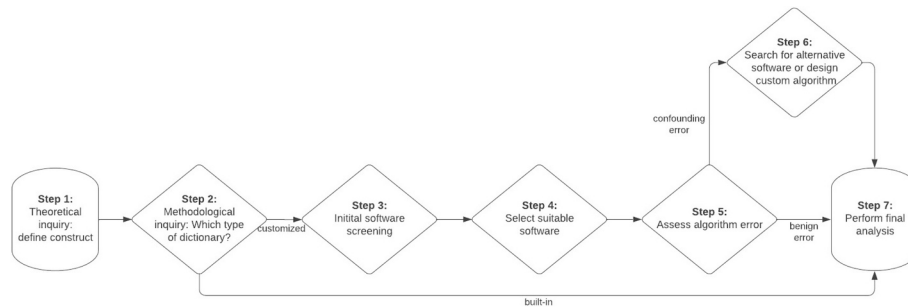 Step 6:
Search for alternative
software or design
custom algorithm
confounding
error
Step 1:
Theoretical
inquiry:
define construct
Step 2:
Methodological
inquiry: Which type
of dictionary?
customized
Step 3:
Initital software
screening
Step 4:
Select suitable
software
Step 5:
Assess algorithm error
benign
error
Step 7:
Perform final
analysis
built-in